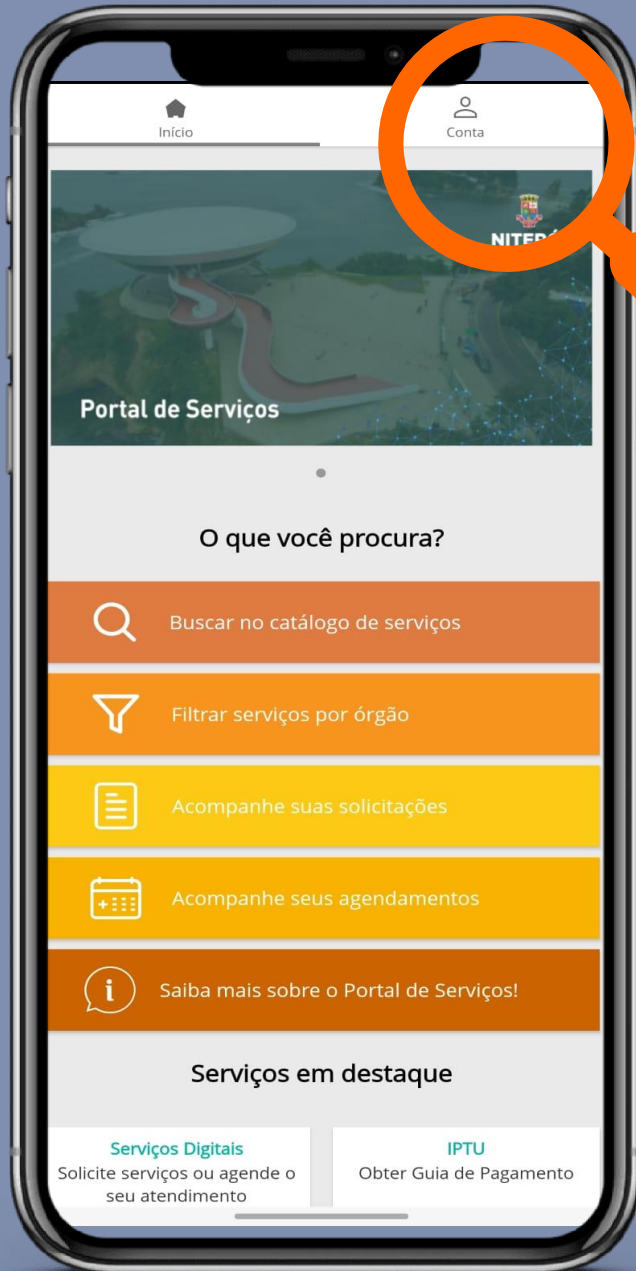 Início
Conta
Portal de Serviços
O que você procura?
Buscar no catálogo de serviços
Filtrar serviços por órgão
Acompanhe suas solicitações
Acompanhe seus agendamentos
Saiba mais sobre o Portal de Serviços!
Serviços em destaque
Serviços Digitais
Solicite serviços ou agende o
seu atendimento
IPTU
Obter Guia de Pagamento